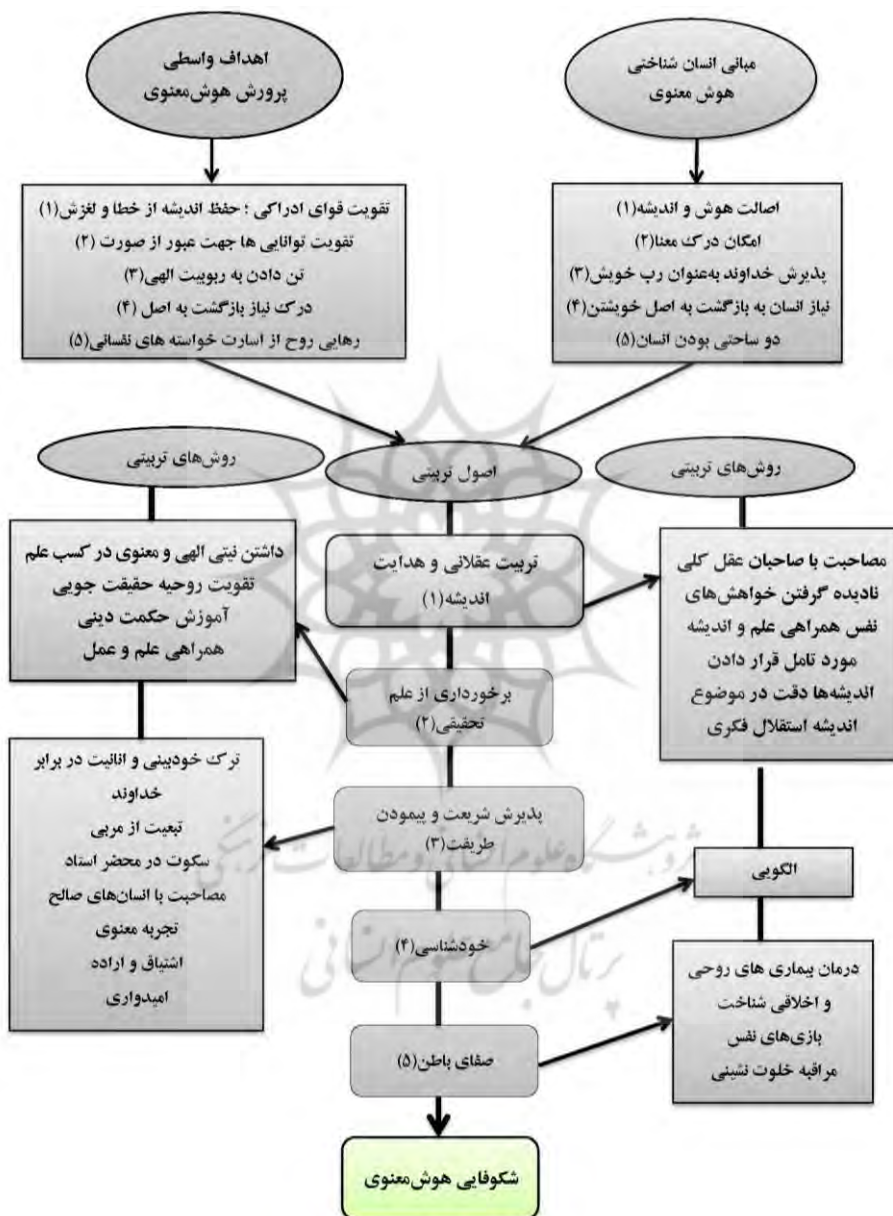 مبانی انسان شناختی
هوش معنوی
اهداف واسطی
پرورش هوش‌معنوی
اصالت هوش و اندیشه(۱)
امکان درک معنا(۲)
پذیرش خداوند به‌عنوان رب خویش(۳)
نیاز انسان به بازگشت به اصل خویشتن(۴)
دو ساحتی بودن انسان(۵)
تقویت قوای ادراکی ؛ حفظ اندیشه از خطا و لغزش(۱)
تقویت توانایی ها جهت عبور از صورت (۲)
تن دادن به ربوبیت الهی(۳)
درک نیاز بازگشت به اصل (۴)
رهایی روح از اسارت خواسته های نفسانی(۵)
روش‌های تربیتی
اصول تربیتی
روش‌های تربیتی
مصاحبت با صاحبان عقل کلی
نادیده گرفتن خواهش‌های
نفس همراهی علم و اندیشه
مورد تامل قرار دادن
اندیشه‌ها دقت در موضوع
اندیشه استقلال فکری
تربیت عقلانی و هدایت
اندیشه(۱)
داشتن نیتی الهی و معنوی در کسب علم
تقویت روحیه حقیقت جویی
آموزش حکمت دینی
همراهی علم و عمل
برخورداری از علم
تحقیقی(۲)
پذیرش شریعت و پیمودن
طریقت(۳)
ترک خودبینی و انانیت در برابر
خداوند
تبعیت از مربی
سکوت در محضر استاد
مصاحبت با انسان‌های صالح
تجربه معنوی
اشتیاق و اراده
امیدواری
الگویی
خودشناسی(۴)
درمان بیماری های روحی
و اخلاقی شناخت
بازی‌های نفس
مراقبه خلوت نشینی
صفای باطن(۵)
شکوفایی هوش‌معنوی
پژوهشگاه علوم انسانی و مطالعات فرهنگی
پرتال جامع علوم انسانی